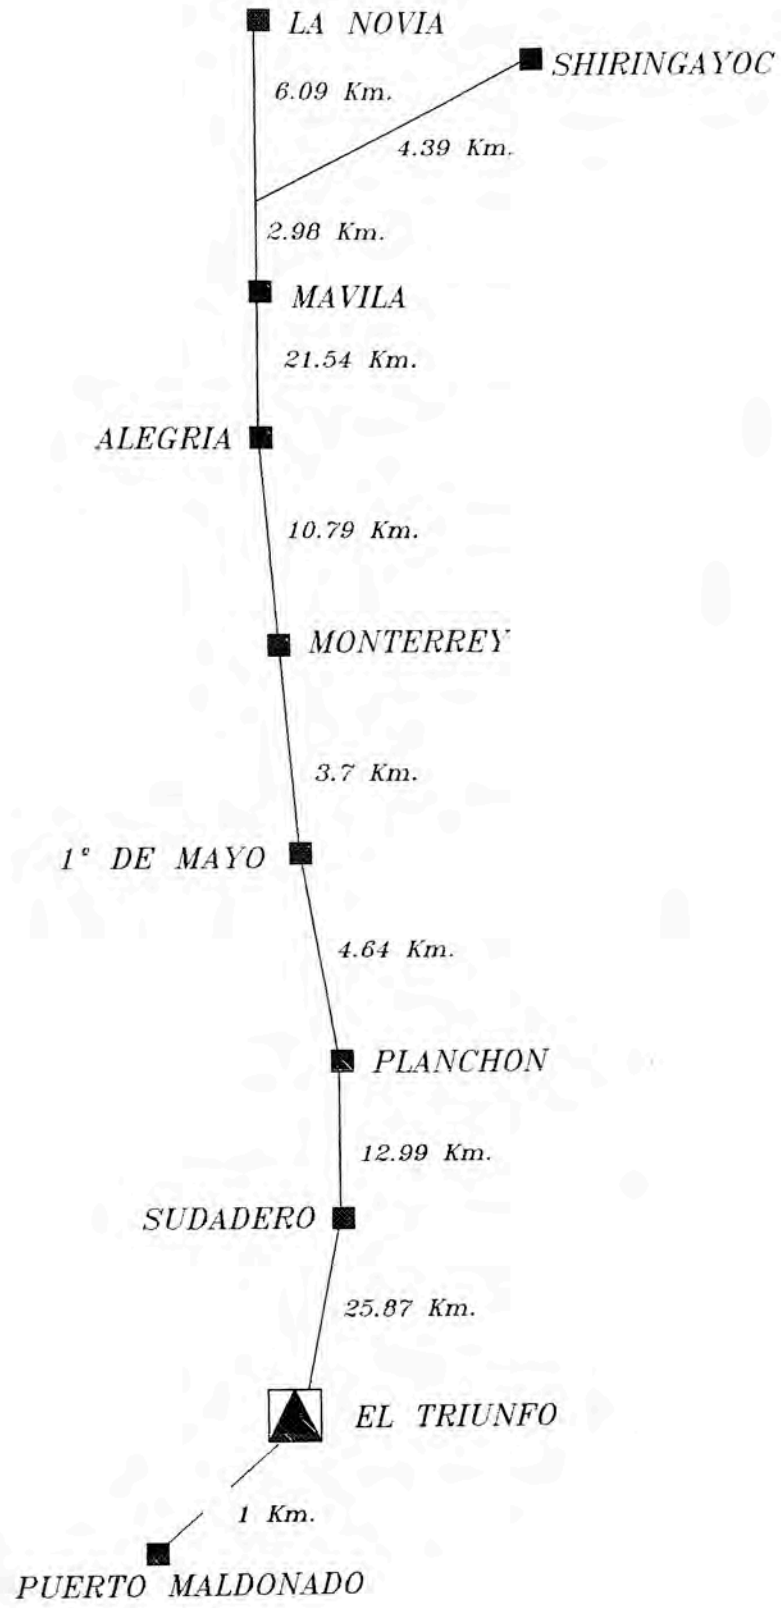 LA NOVIA
SHIRINGAYOC
6.09 Km.
4.39 Km.
2.98 Km.
MAVILA
21.54 Km.
ALEGRIA
10.79 Km.
MONTERREY
3.7 Km.
1° DE MAYO
4.64 Km.
PLANCHON
12.99 Km.
SUDADERO
25.87 Km.
EL TRIUNFO
1 Km.
PUERTO MALDONADO